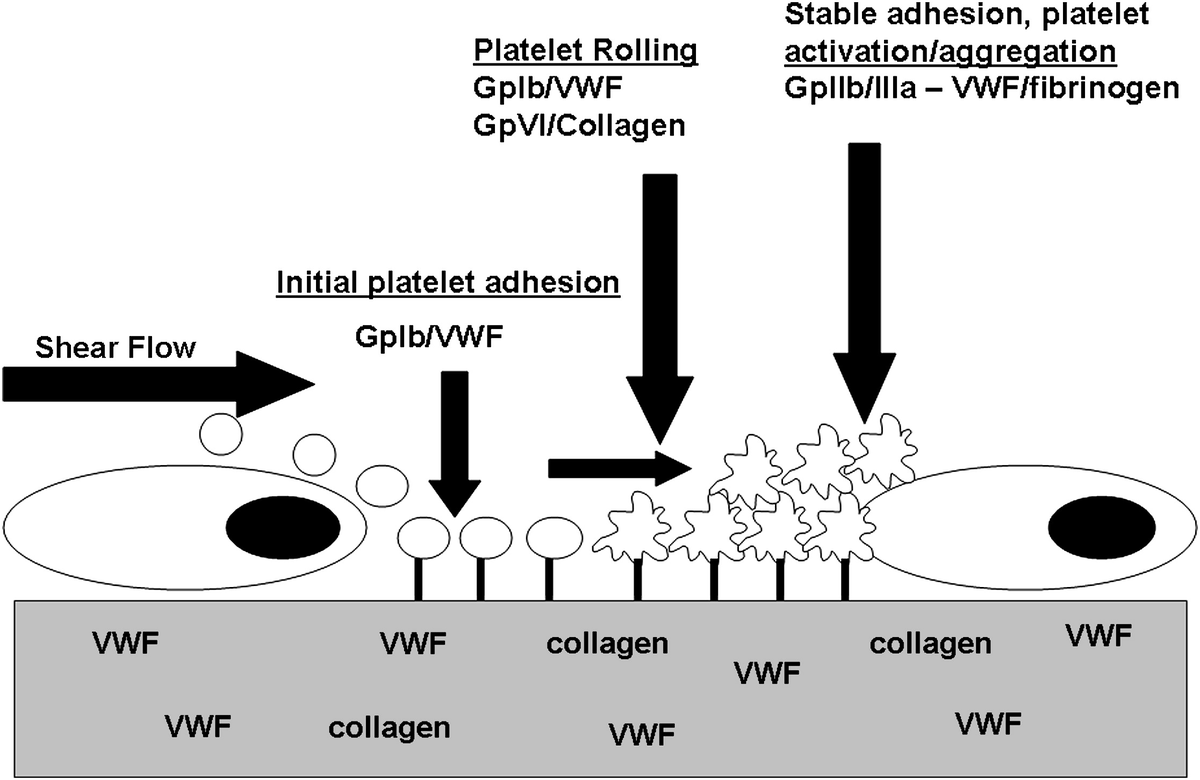 Stable adhesion, platelet
activation/aggregation
GpIIb/IIIa – VWF/fibrinogen
Platelet Rolling
GpIb/VWF
GpVI/Collagen
Initial platelet adhesion
GpIb/VWF
Shear Flow
VWF
VWF
collagen
collagen
VWF
VWF
VWF
collagen
VWF
VWF